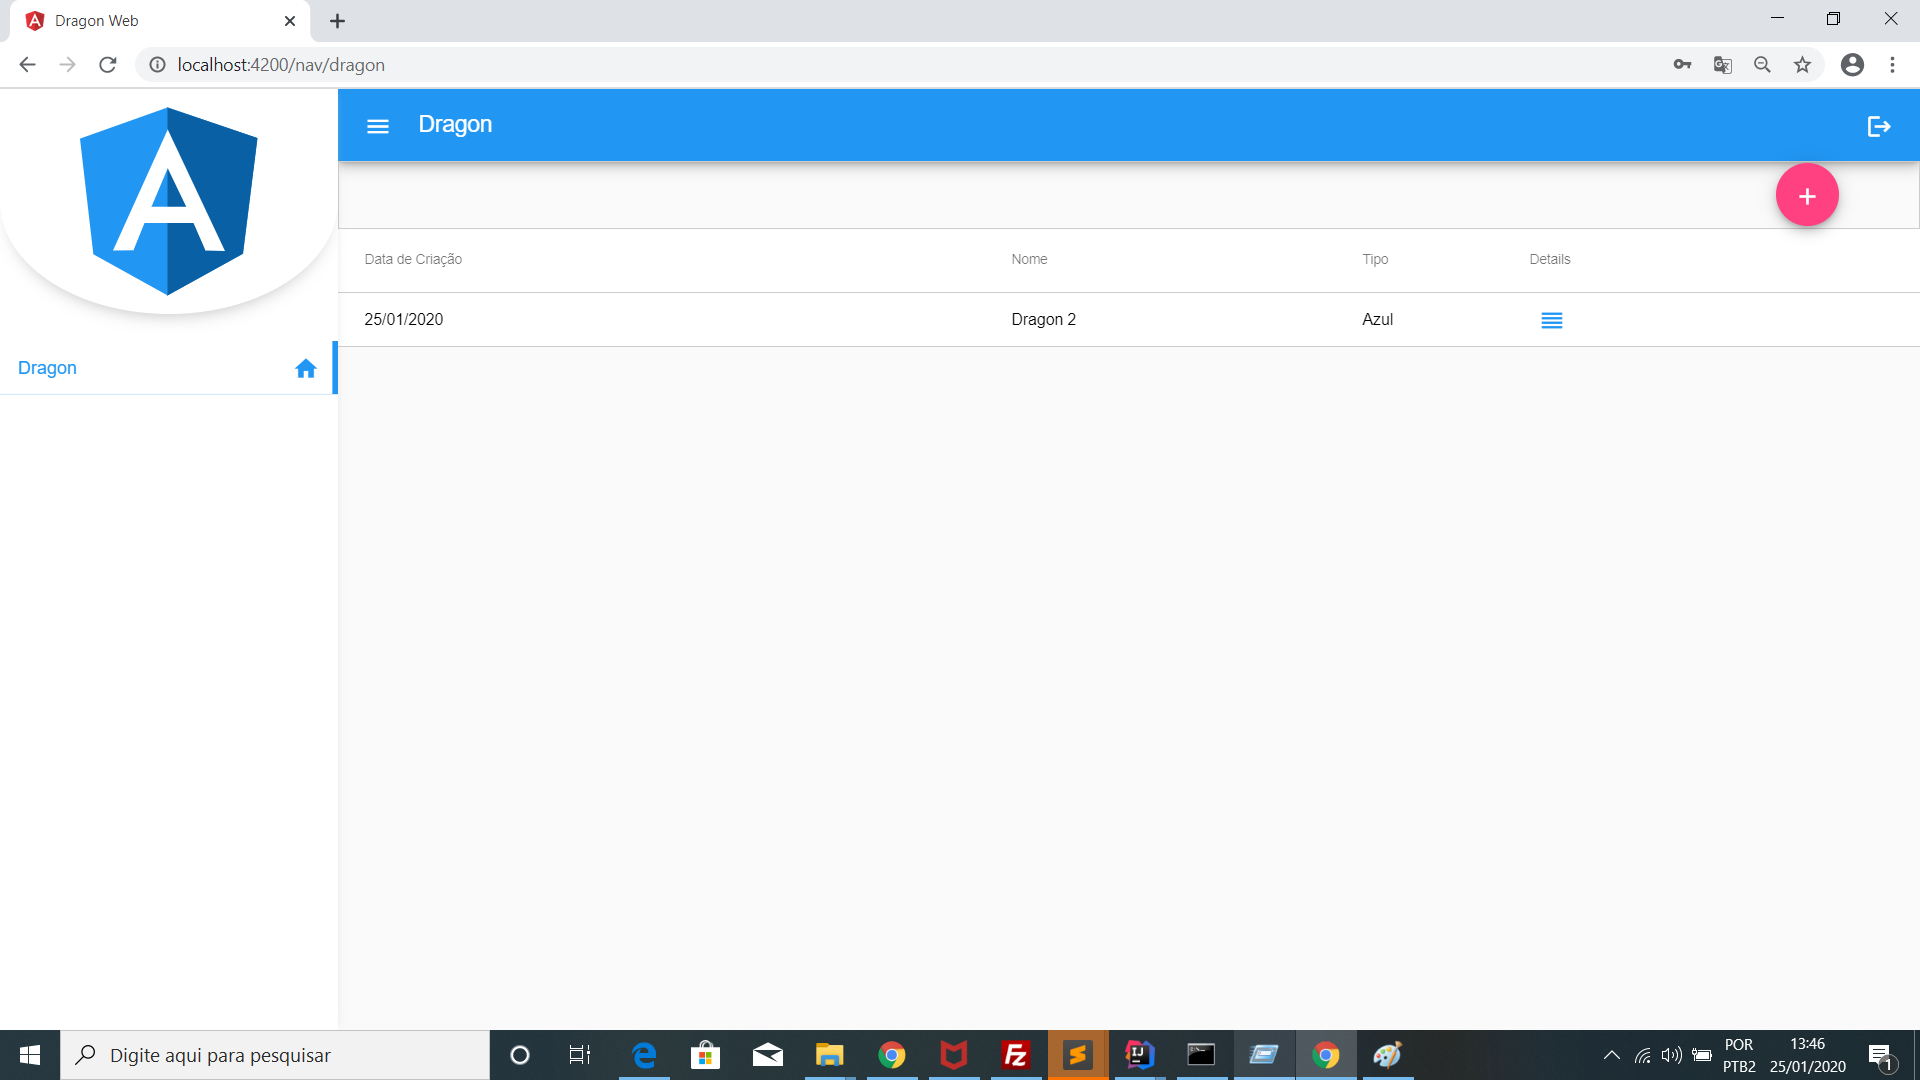 Dragon Web
localhost:4200/nav/dragon
Dragon
Data de Criação Nome Tipo Details
25/01/2020 Dragon 2 Azul
Dragon
Digite aqui para pesquisar
POR
PTB2
13:46
25/01/2020
1